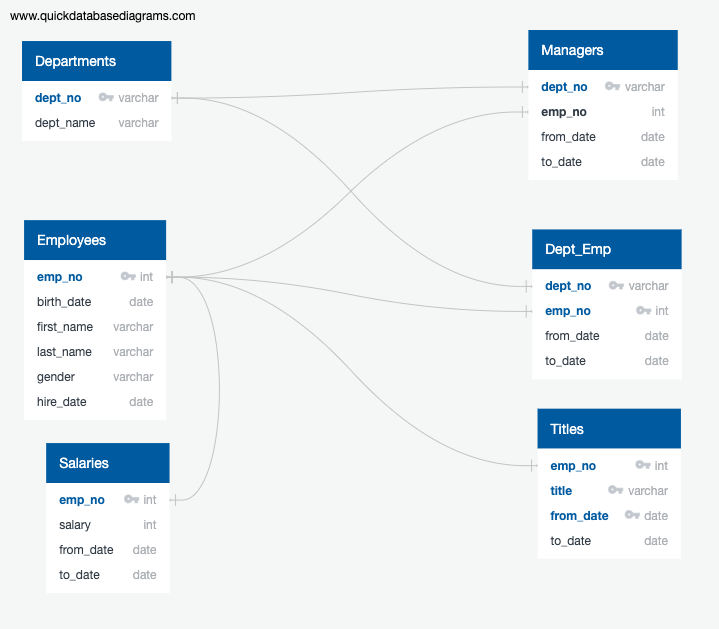 www.quickdatabasediagrams.com
Departments
dept_no varchar
dept_name varchar
Managers
dept_no varchar
emp_no int
from_date date
to_date date
Employees
emp_no int
birth_date date
first_name varchar
last_name varchar
gender varchar
hire_date date
Dept_Emp
dept_no varchar
emp_no int
from_date date
to_date date
Salaries
emp_no int
salary int
from_date date
to_date date
Titles
emp_no int
title varchar
from_date date
to_date date